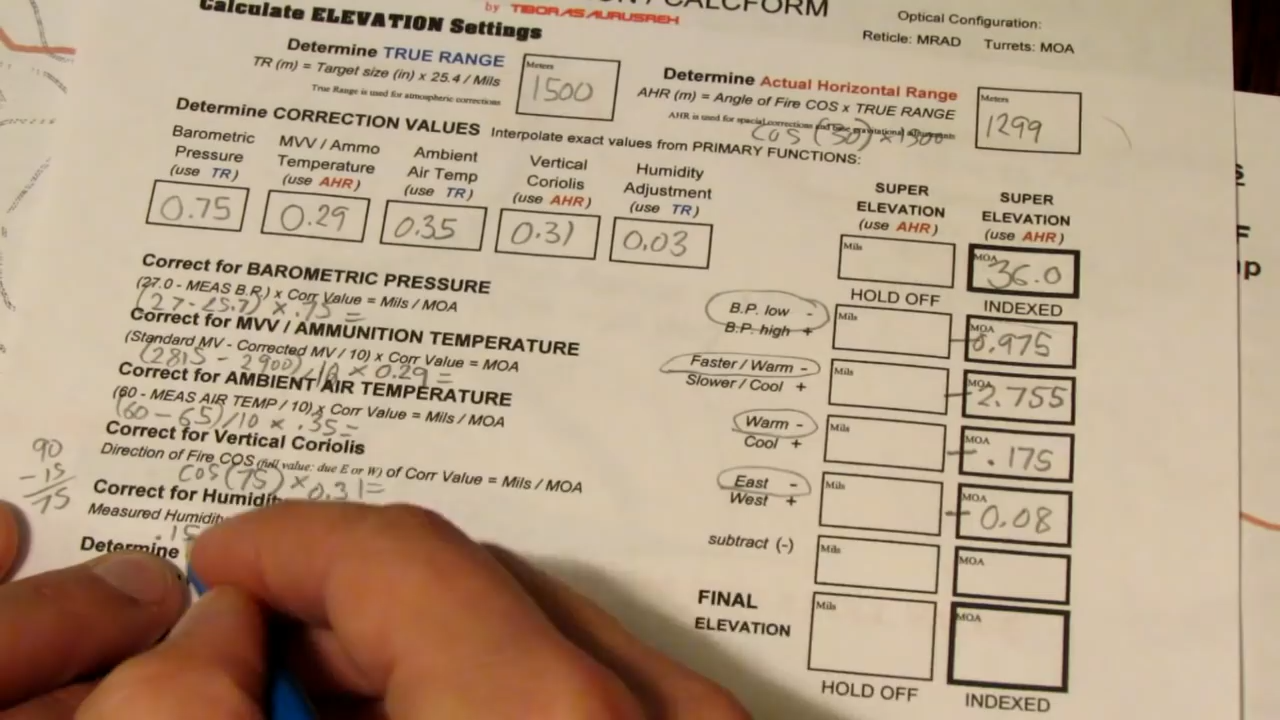 / CALCFORM
by TIBORASAURUSREH
Calculate ELEVATION Settings
Optical Configuration:
Reticle: MRAD Turrets: MOA
Determine TRUE RANGE
TR (m) = Target size (in) x 25.4 / Mils
True Range is used for atmospheric corrections
Meters
1500
Determine Actual Horizontal Range
AHR (m) = Angle of Fire COS x TRUE RANGE
AHR is used for spacial corrections and
cos (30) x 1500
Meters
1299
Determine CORRECTION VALUES Interpolate exact values from PRIMARY FUNCTIONS:
Barometric Pressure (use TR)
0.75
MVV / Ammo Temperature (use AHR)
0.29
Ambient Air Temp (use TR)
0.35
Vertical Coriolis (use AHR)
0.31
Humidity Adjustment (use TR)
0.03
SUPER ELEVATION (use AHR)
SUPER ELEVATION (use AHR)
Mils
MOA 36.0
HOLD OFF
INDEXED
Correct for BAROMETRIC PRESSURE
(27.0 - MEAS B.R.) x Corr Value = Mils / MOA
(27-25.7) x .75 =
B.P. low -
B.P. high +
Mils
MOA -0.975
Correct for MVV / AMMUNITION TEMPERATURE
(Standard MV - Corrected MV / 10) x Corr Value = MOA
(2815 - 2900)/10 x 0.29 =
Faster / Warm -
Slower / Cool +
Mils
MOA -2.755
Correct for AMBIENT AIR TEMPERATURE
(60 - MEAS AIR TEMP / 10) x Corr Value = Mils / MOA
(60-65)/10 x .35=
Warm -
Cool +
Mils
MOA - .175
Correct for Vertical Coriolis
Direction of Fire COS (full value: due E or W) of Corr Value = Mils / MOA
cos(75) x 0.31=
90
- 15
75
East -
West +
Mils
MOA - 0.08
Correct for Humidit
Measured Humidity
.15
subtract (-)
Mils
MOA
Determine
FINAL ELEVATION
Mils
MOA
HOLD OFF
INDEXED